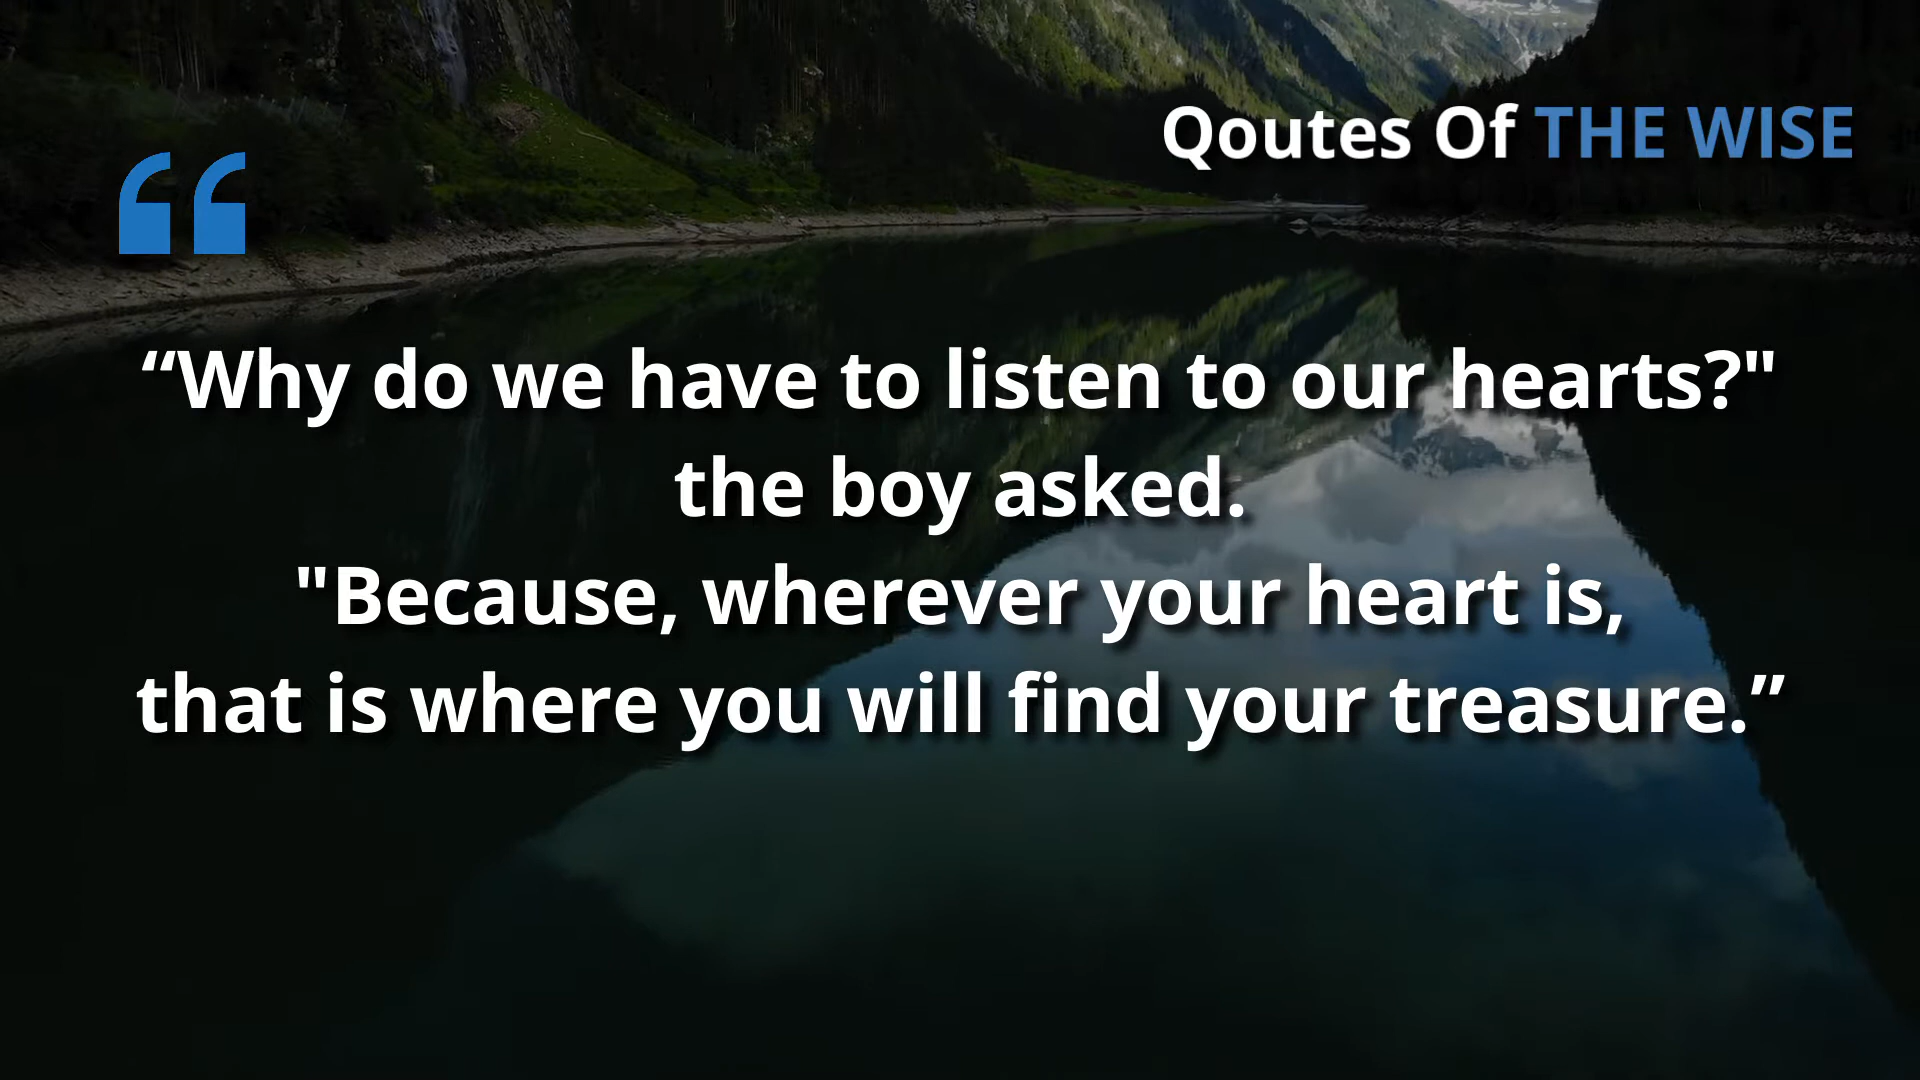 Qoutes Of THE WISE
“Why do we have to listen to our hearts?"
the boy asked.
"Because, wherever your heart is,
that is where you will find your treasure.”